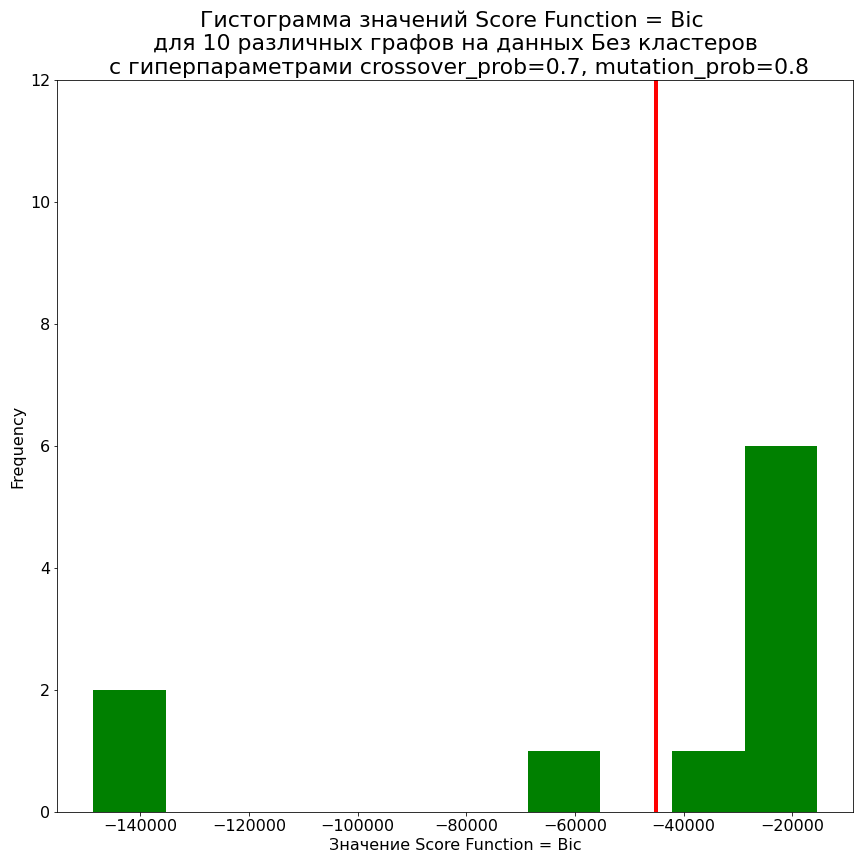 Гистограмма значений Score Function = Bic
для 10 различных графов на данных Без кластеров
с гиперпараметрами crossover_prob=0.7, mutation_prob=0.8
12
10
8
6
4
2
0
Frequency
−140000 −120000 −100000 −80000 −60000 −40000 −20000
Значение Score Function = Bic